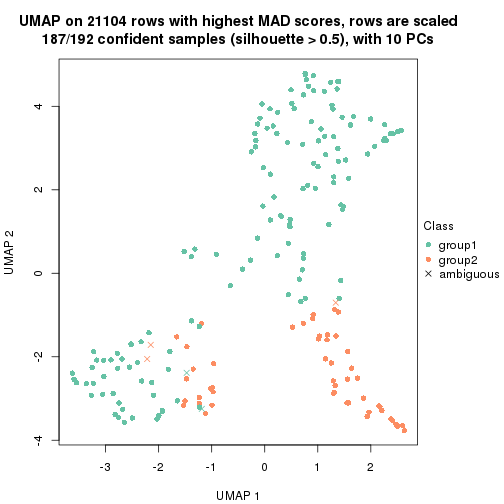 UMAP on 21104 rows with highest MAD scores, rows are scaled
187/192 confident samples (silhouette > 0.5), with 10 PCs
4
2
0
-2
-4
UMAP 2
-3
-2
-1
0
1
2
UMAP 1
Class
group1
group2
ambiguous